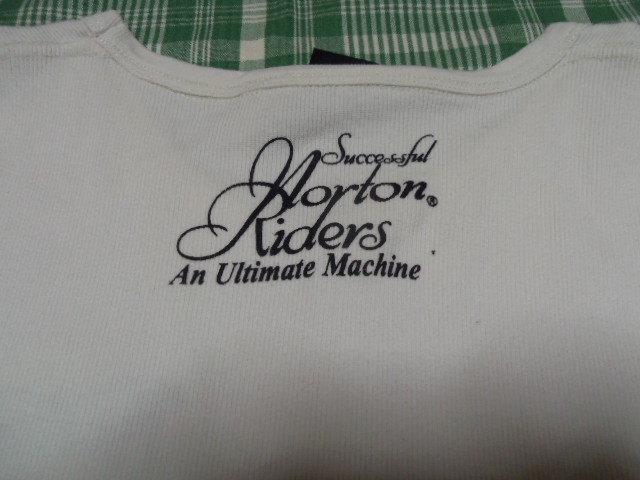 Successful
Norton®
Riders
An Ultimate Machine